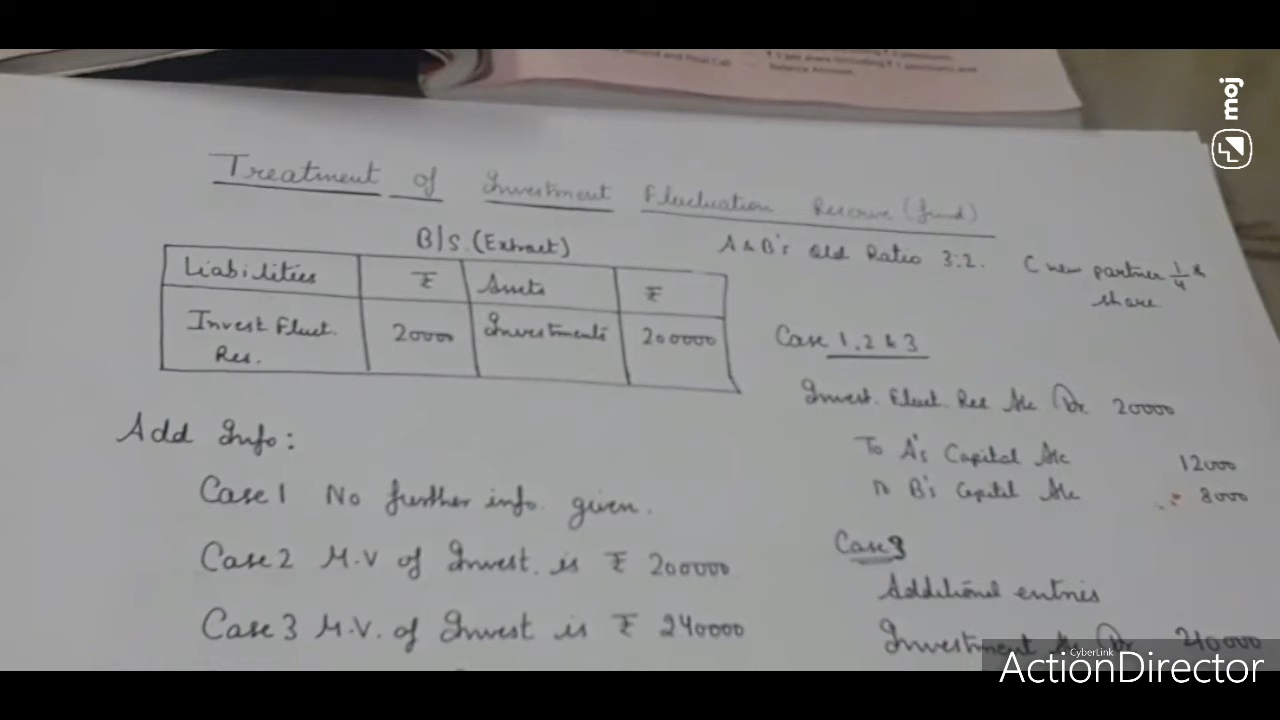 Treatment of Investment Fluctuation Reserve (fund)
B/S. (Extract)
Liabilities ₹ Assets ₹
Invest Fluct. Res. 20000 Investments 200000
A & B's Old Ratio 3:2. C new partner 1/4
share
Add Info:
Case 1 No further info. given.
Case 2 M.V of Invest. is ₹ 200000
Case 3 M.V. of Invest is ₹ 240000
Case 1, 2 & 3
Invest. Fluct. Res A/c Dr. 20000
To A's Capital A/c 12000
To B's Capital A/c 8000
Case 3
Additional entries
Investment A/c Dr
moj
CyberLink
ActionDirector